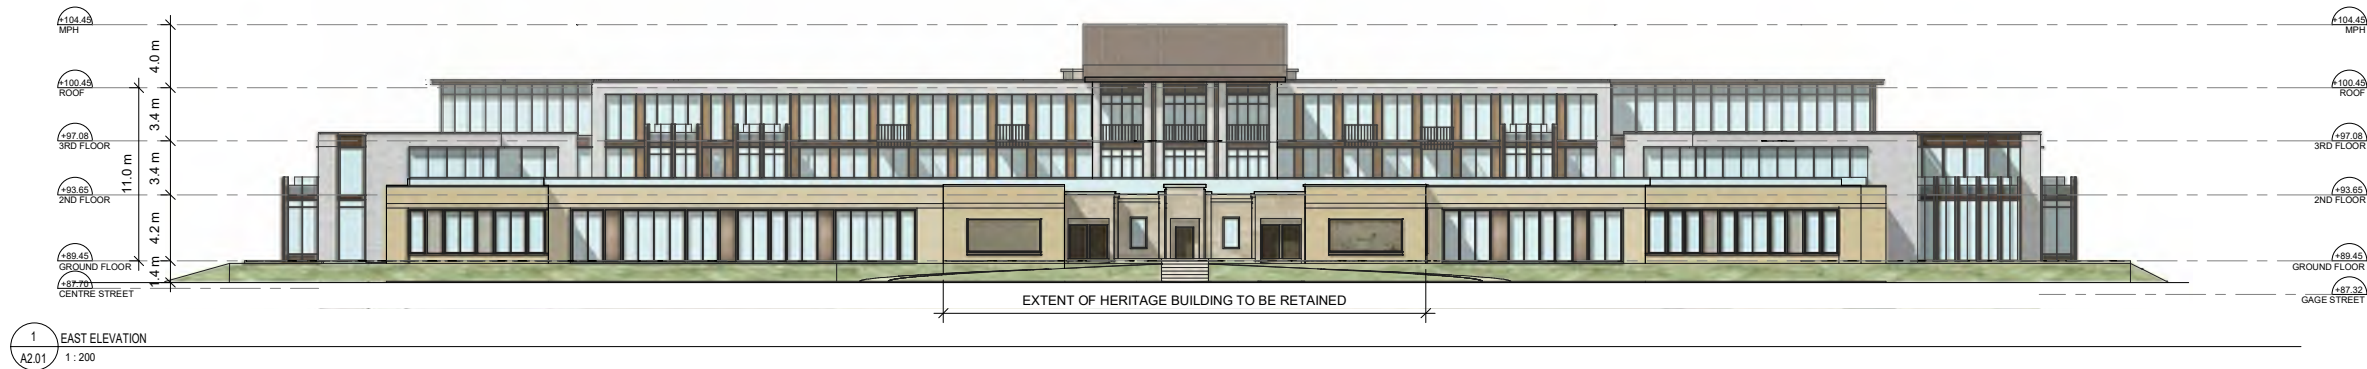 +104.45
MPH
+104.45
MPH
4.0 m
+100.45
ROOF
+100.45
ROOF
3.4 m
+97.08
3RD FLOOR
+97.08
3RD FLOOR
11.0 m
3.4 m
+93.65
2ND FLOOR
+93.65
2ND FLOOR
4.2 m
+89.45
GROUND FLOOR
+89.45
GROUND FLOOR
1.4 m
+87.70
CENTRE STREET
+87.32
GAGE STREET
EXTENT OF HERITAGE BUILDING TO BE RETAINED
1
EAST ELEVATION
A2.01
1 : 200